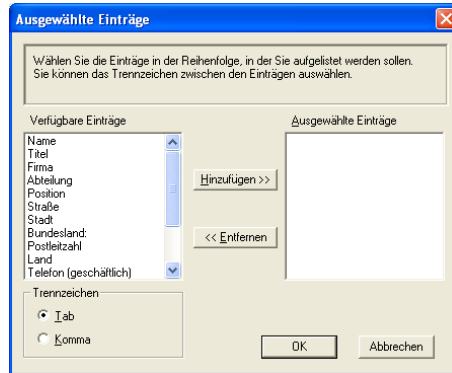 Ausgewählte Einträge
Wählen Sie die Einträge in der Reihenfolge, in der Sie aufgelistet werden sollen.
Sie können das Trennzeichen zwischen den Einträgen auswählen.
Verfügbare Einträge
Ausgewählte Einträge
Name
Titel
Firma
Abteilung
Position
Straße
Stadt
Bundesland:
Postleitzahl
Land
Telefon (geschäftlich)
Hinzufügen >>
<< Entfernen
Trennzeichen
Tab
Komma
OK
Abbrechen